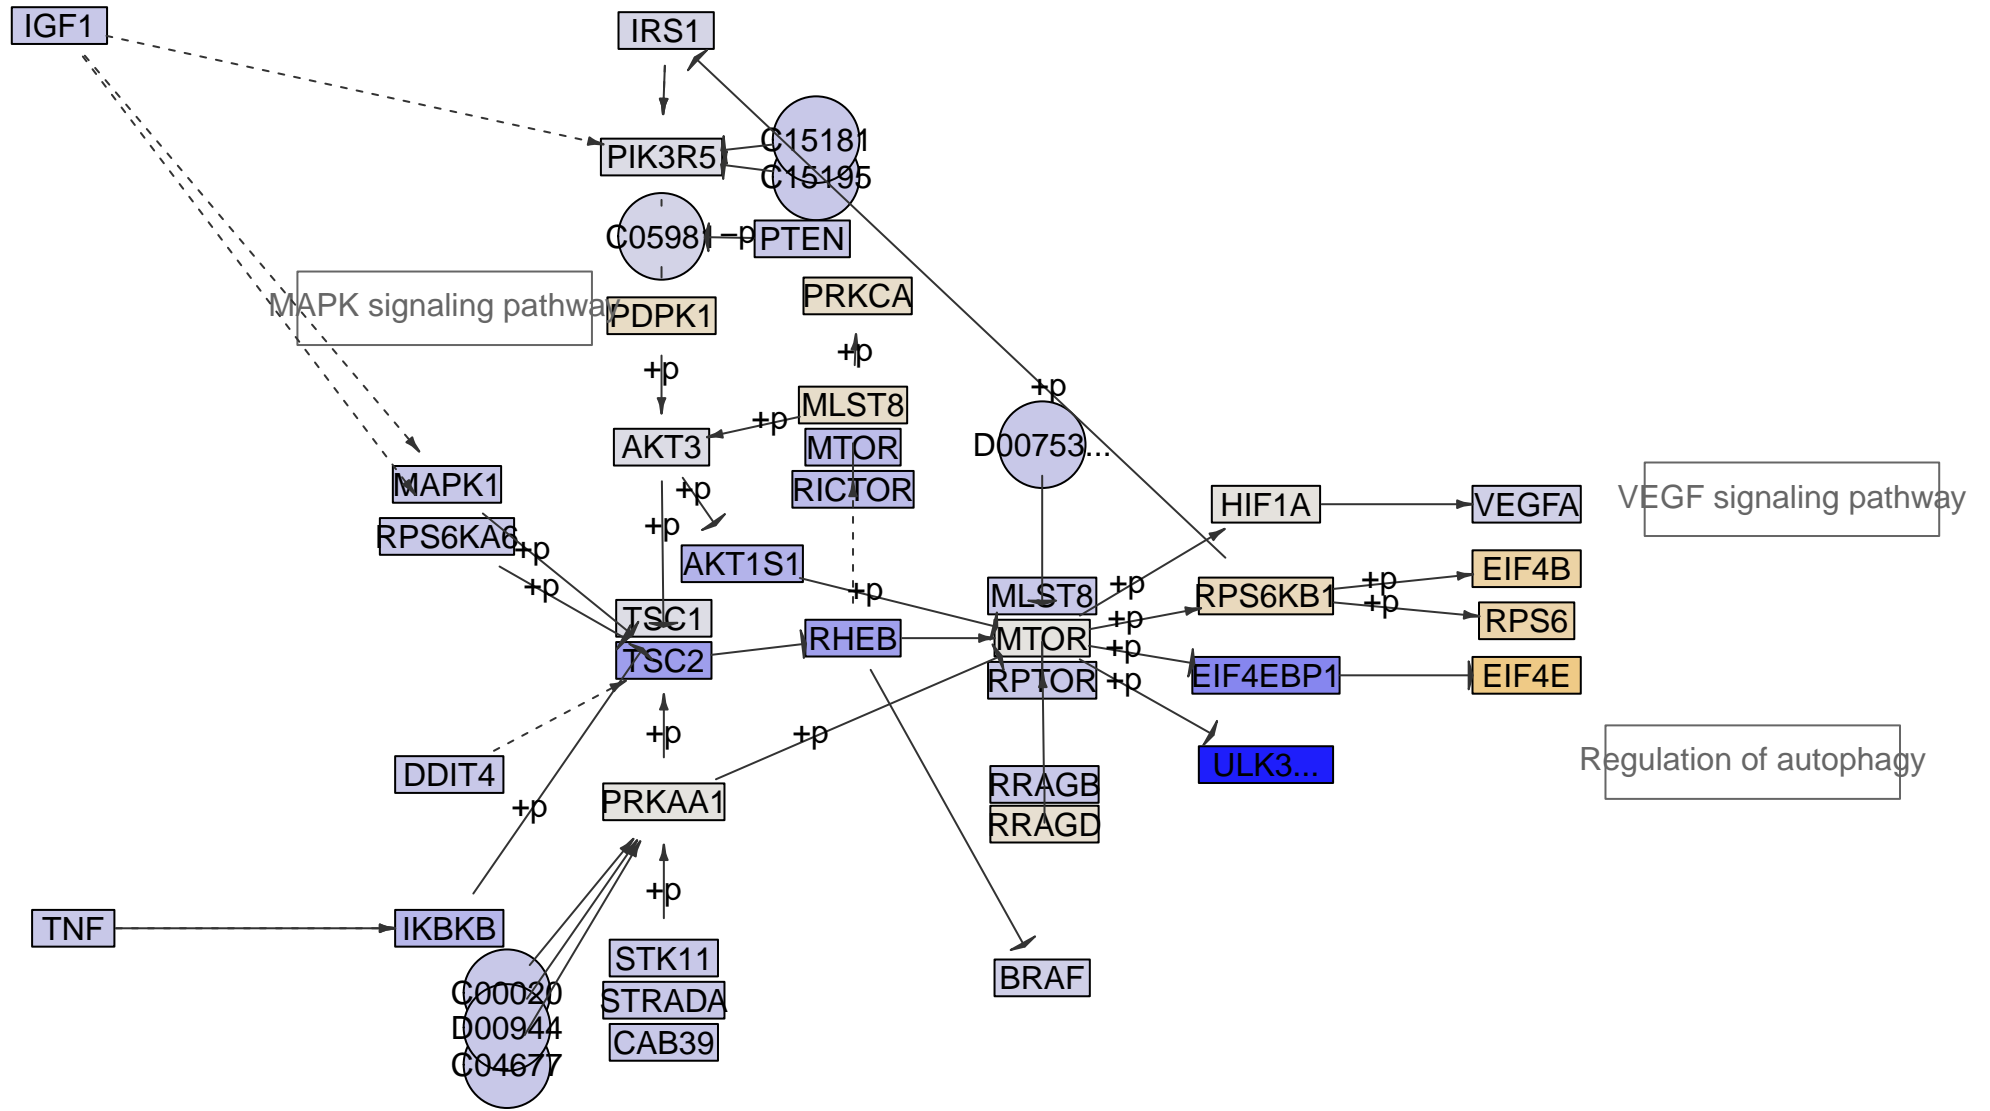 IGF1
IRS1
C15181
PIK3R5
C15195
C0598
−p
PTEN
PRKCA
MAPK signaling pathway
PDPK1
+p
+p
+p
MLST8
+p
AKT3
MTOR
D00753...
MAPK1
+p
RICTOR
VEGF signaling pathway
HIF1A
VEGFA
+p
RPS6KA6
+p
AKT1S1
EIF4B
+p
+p
+p
+p
MLST8
RPS6KB1
+p
TSC1
+p
RPS6
RHEB
MTOR
+p
TSC2
RPTOR
+p
EIF4EBP1
EIF4E
+p
+p
Regulation of autophagy
ULK3...
DDIT4
RRAGB
PRKAA1
+p
RRAGD
+p
TNF
IKBKB
STK11
BRAF
C00020
STRADA
D00944
CAB39
C04677